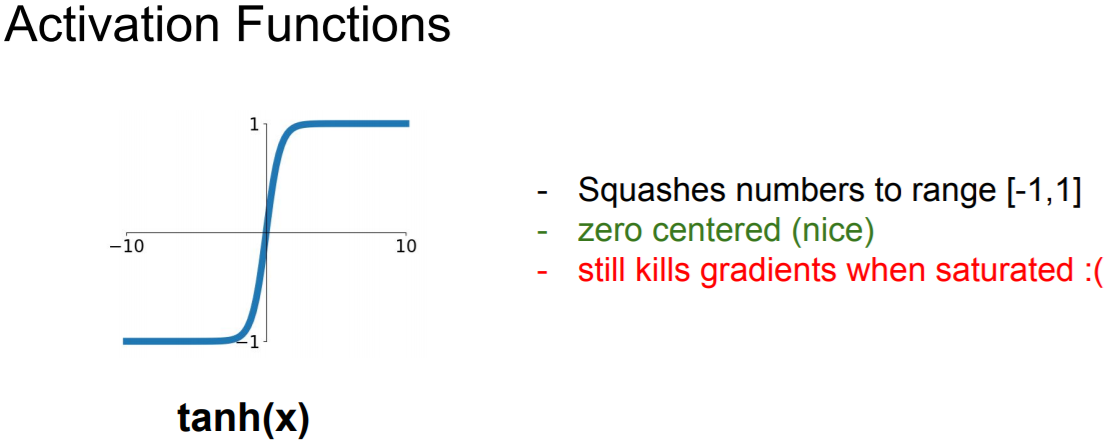 Activation Functions
1
−10
10
−1
tanh(x)
- Squashes numbers to range [-1,1]
- zero centered (nice)
- still kills gradients when saturated :(